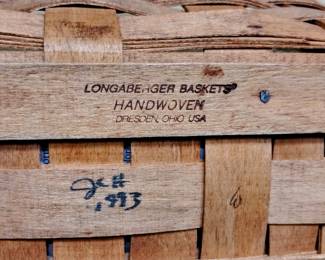 LONGABERGER BASKETS®
HANDWOVEN
DRESDEN, OHIO USA
1993